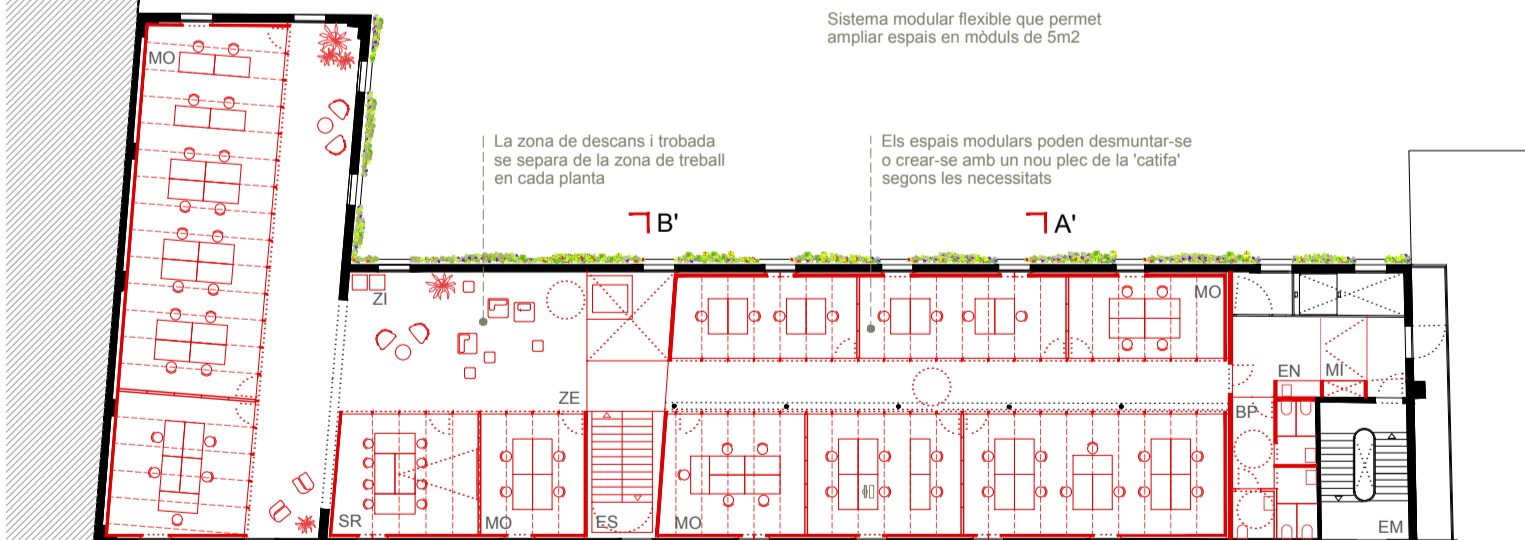 Sistema modular flexible que permet
ampliar espais en mòduls de 5m2
MO
La zona de descans i trobada
se separa de la zona de treball
en cada planta
Els espais modulars poden desmuntar-se
o crear-se amb un nou plec de la 'catifa'
segons les necessitats
B'
A'
ZI
MO
ZE
EN
MI
BP
SR
MO
ES
MO
EM